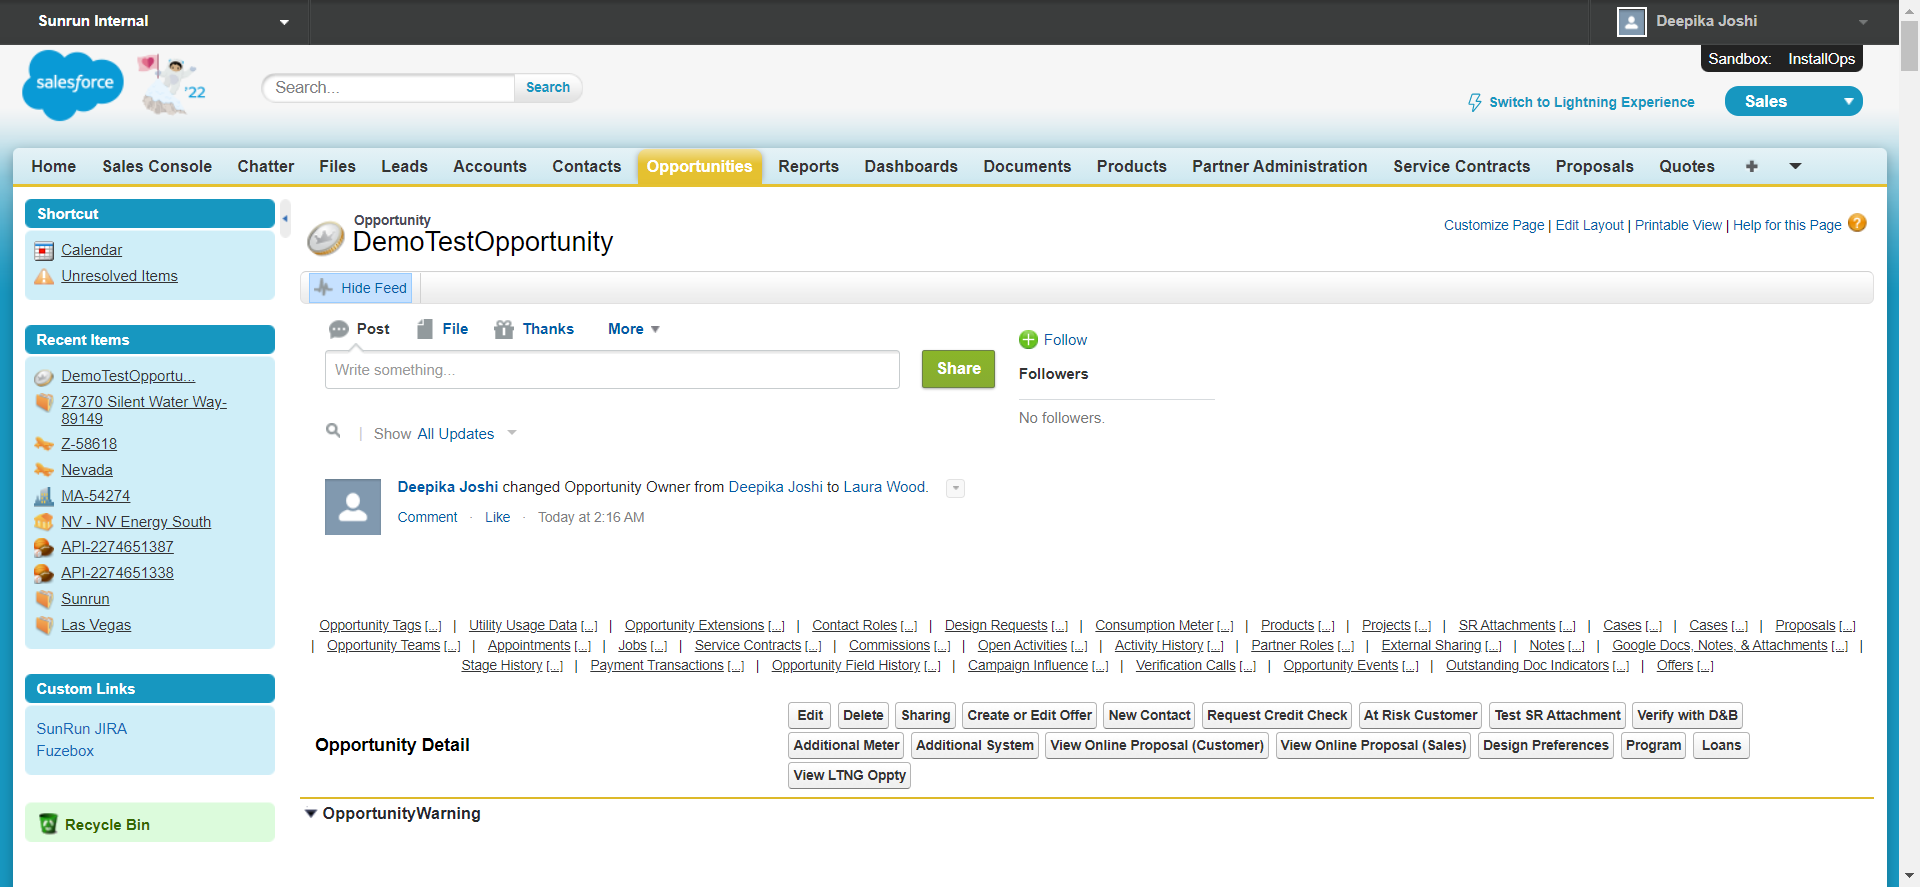 Sunrun Internal
Deepika Joshi
Sandbox: InstallOps
salesforce
'22
Search...
Search
Switch to Lightning Experience
Sales
Home Sales Console Chatter Files Leads Accounts Contacts Opportunities Reports Dashboards Documents Products Partner Administration Service Contracts Proposals Quotes +
Shortcut
Calendar
Unresolved Items
Recent Items
DemoTestOpportu...
27370 Silent Water Way-
89149
Z-58618
Nevada
MA-54274
NV - NV Energy South
API-2274651387
API-2274651338
Sunrun
Las Vegas
Custom Links
SunRun JIRA
Fuzebox
Recycle Bin
Opportunity
DemoTestOpportunity
Customize Page | Edit Layout | Printable View | Help for this Page ?
Hide Feed
Post File Thanks More
Write something...
Share
Follow
Followers
No followers.
| Show All Updates
Deepika Joshi changed Opportunity Owner from Deepika Joshi to Laura Wood.
Comment · Like · Today at 2:16 AM
Opportunity Tags [...] | Utility Usage Data [...] | Opportunity Extensions [...] | Contact Roles [...] | Design Requests [...] | Consumption Meter [...] | Products [...] | Projects [...] | SR Attachments [...] | Cases [...] | Cases [...] | Proposals [...]
| Opportunity Teams [...] | Appointments [...] | Jobs [...] | Service Contracts [...] | Commissions [...] | Open Activities [...] | Activity History [...] | Partner Roles [...] | External Sharing [...] | Notes [...] | Google Docs, Notes, & Attachments [...] |
Stage History [...] | Payment Transactions [...] | Opportunity Field History [...] | Campaign Influence [...] | Verification Calls [...] | Opportunity Events [...] | Outstanding Doc Indicators [...] | Offers [...]
Opportunity Detail
Edit Delete Sharing Create or Edit Offer New Contact Request Credit Check At Risk Customer Test SR Attachment Verify with D&B
Additional Meter Additional System View Online Proposal (Customer) View Online Proposal (Sales) Design Preferences Program Loans
View LTNG Oppty
OpportunityWarning